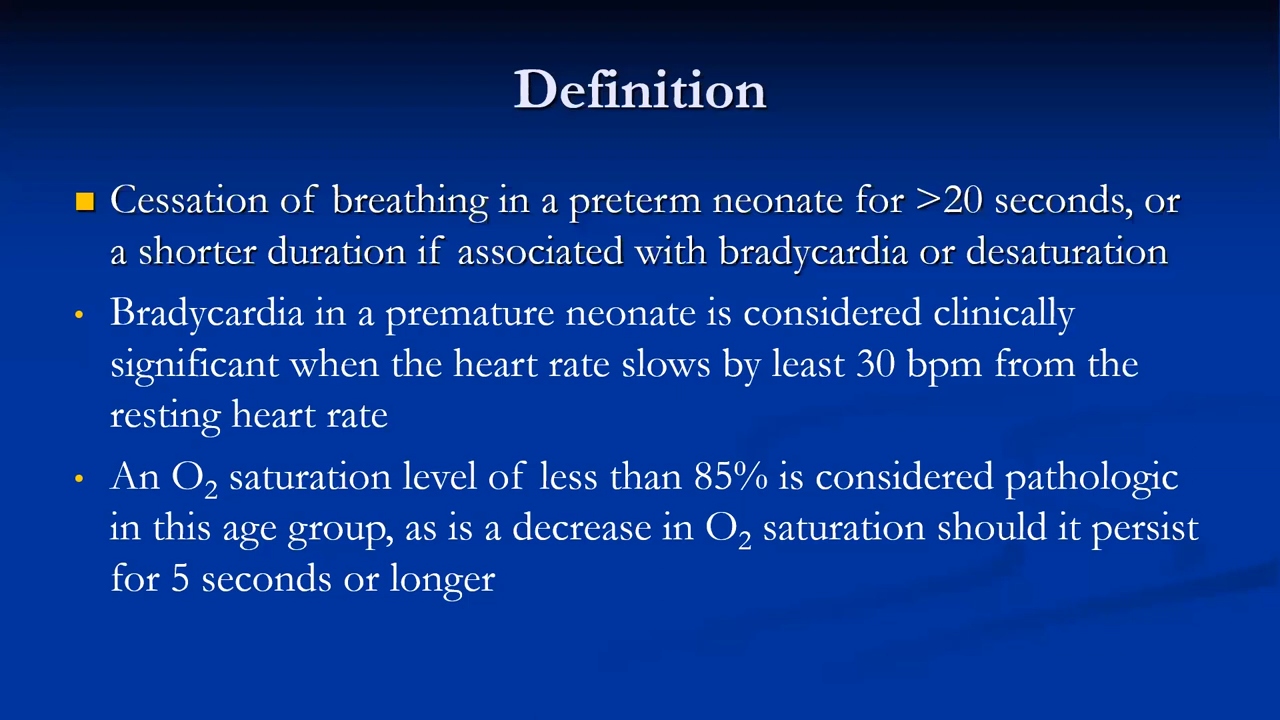 Definition
■ Cessation of breathing in a preterm neonate for >20 seconds, or
a shorter duration if associated with bradycardia or desaturation
• Bradycardia in a premature neonate is considered clinically
significant when the heart rate slows by least 30 bpm from the
resting heart rate
• An O₂ saturation level of less than 85% is considered pathologic
in this age group, as is a decrease in O₂ saturation should it persist
for 5 seconds or longer